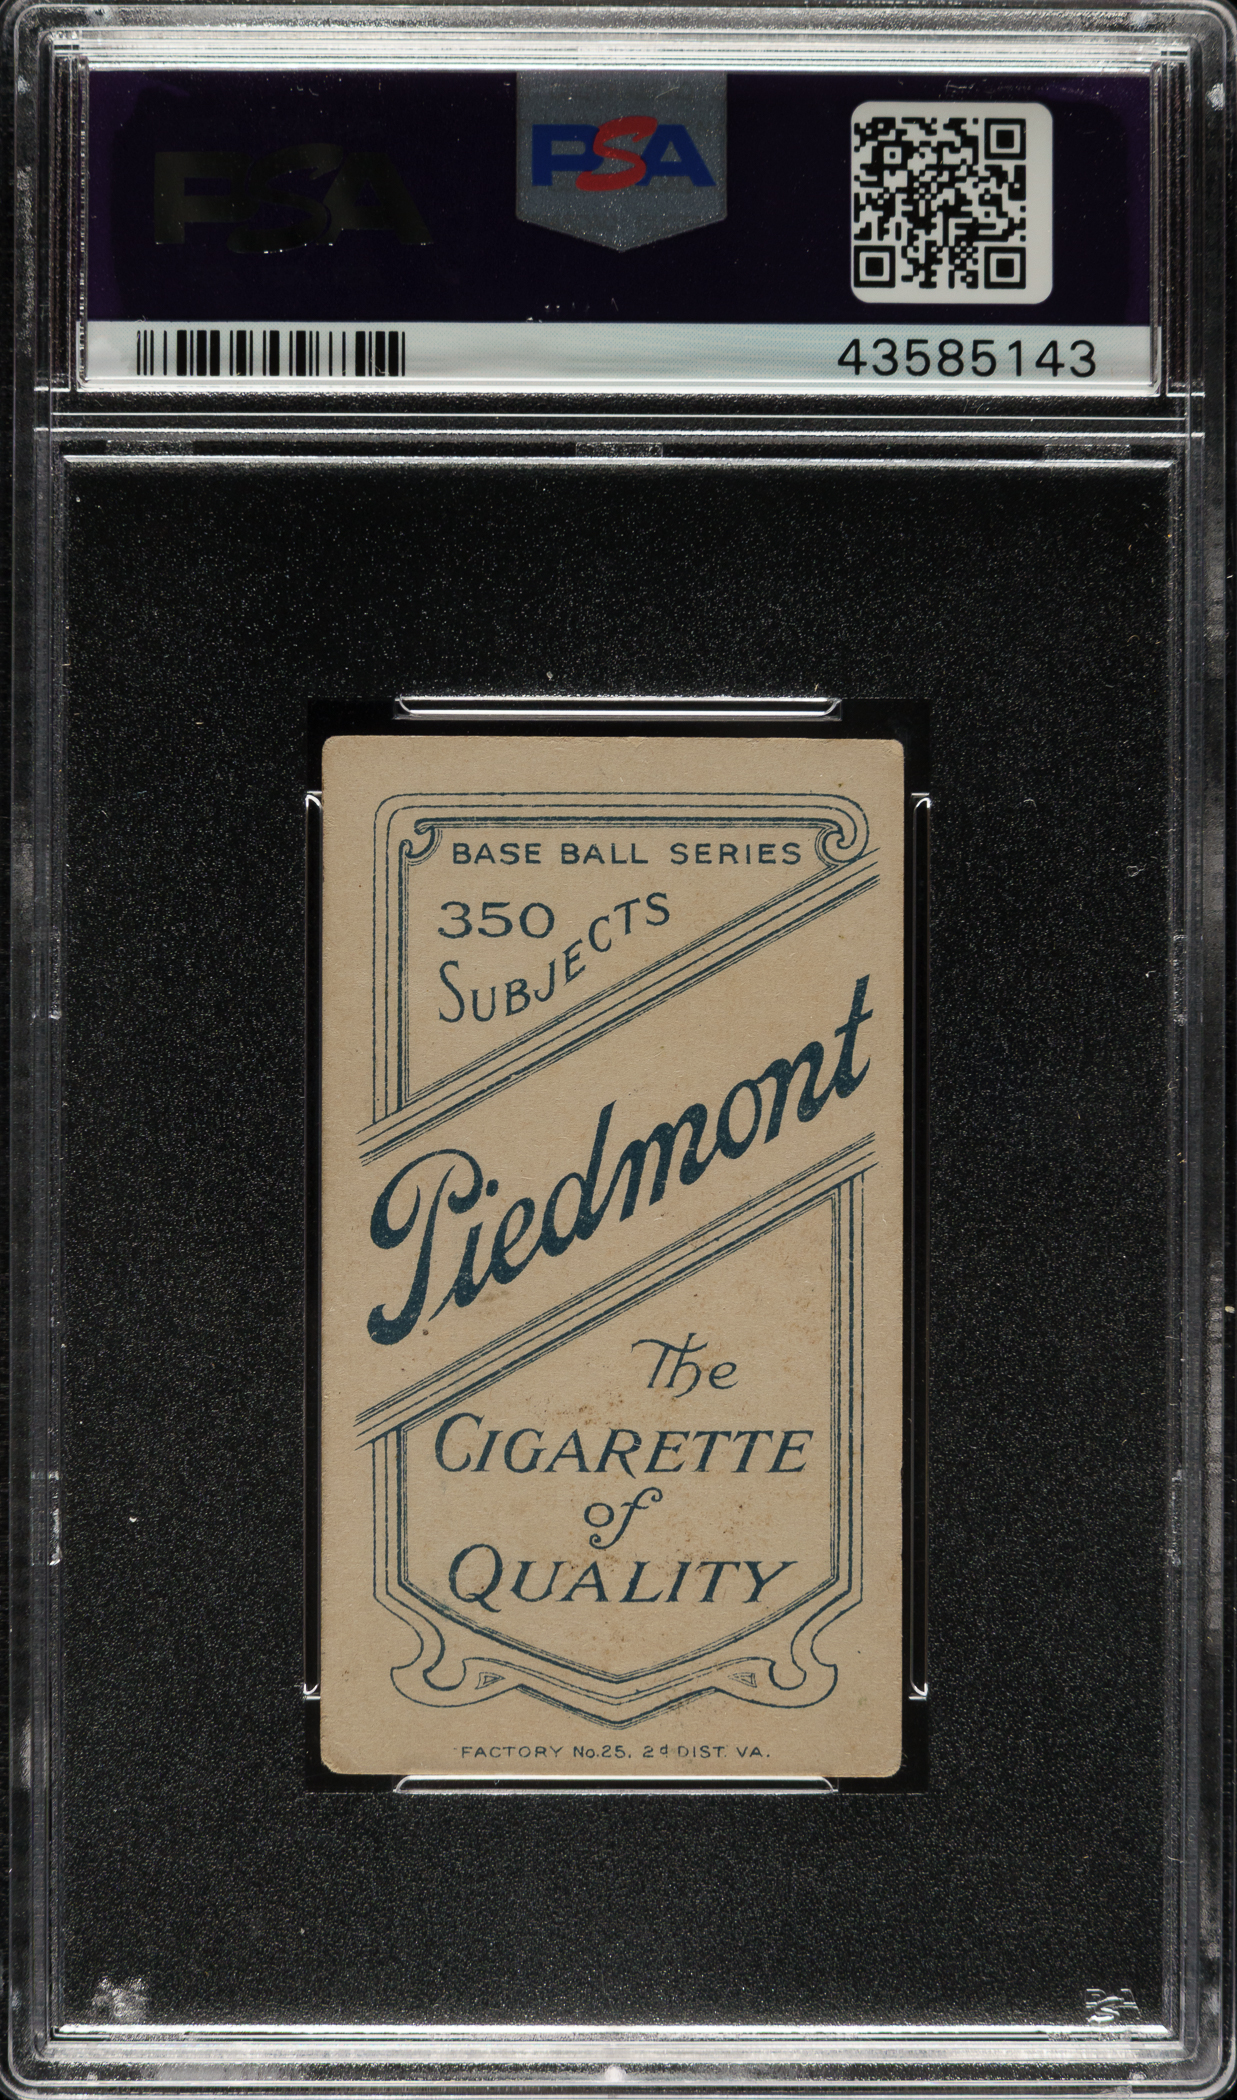 PSA
PSA
43585143
BASE BALL SERIES
350
SUBJECTS
Piedmont
The
CIGARETTE
of
QUALITY
FACTORY No.25, 2d DIST. VA.
PSA